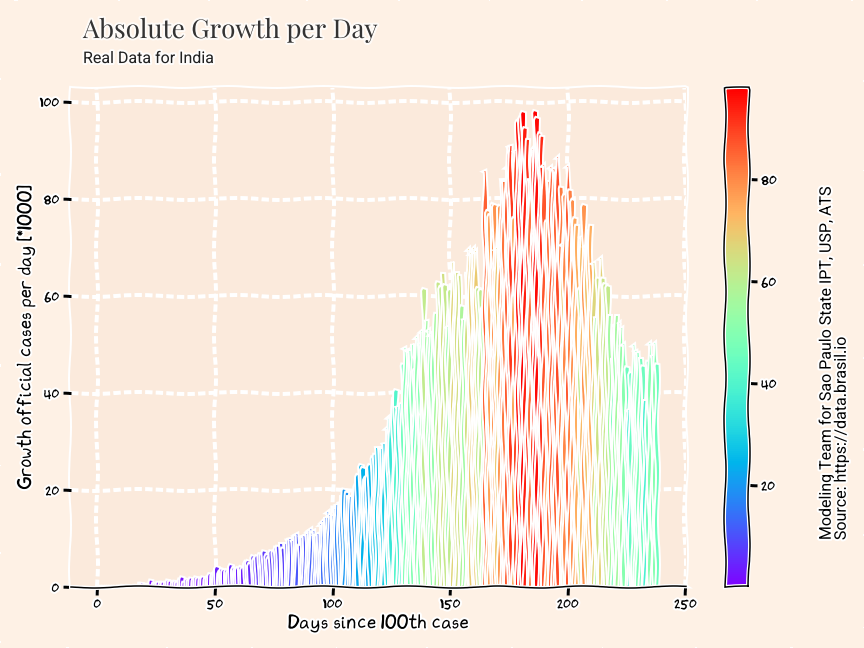 Absolute Growth per Day
Real Data for India
Growth official cases per day [*1000]
100
80
60
40
20
0
0 50 100 150 200 250
Days since 100th case
80
60
40
20
Modeling Team for Sao Paulo State IPT, USP, ATS
Source: https://data.brasil.io